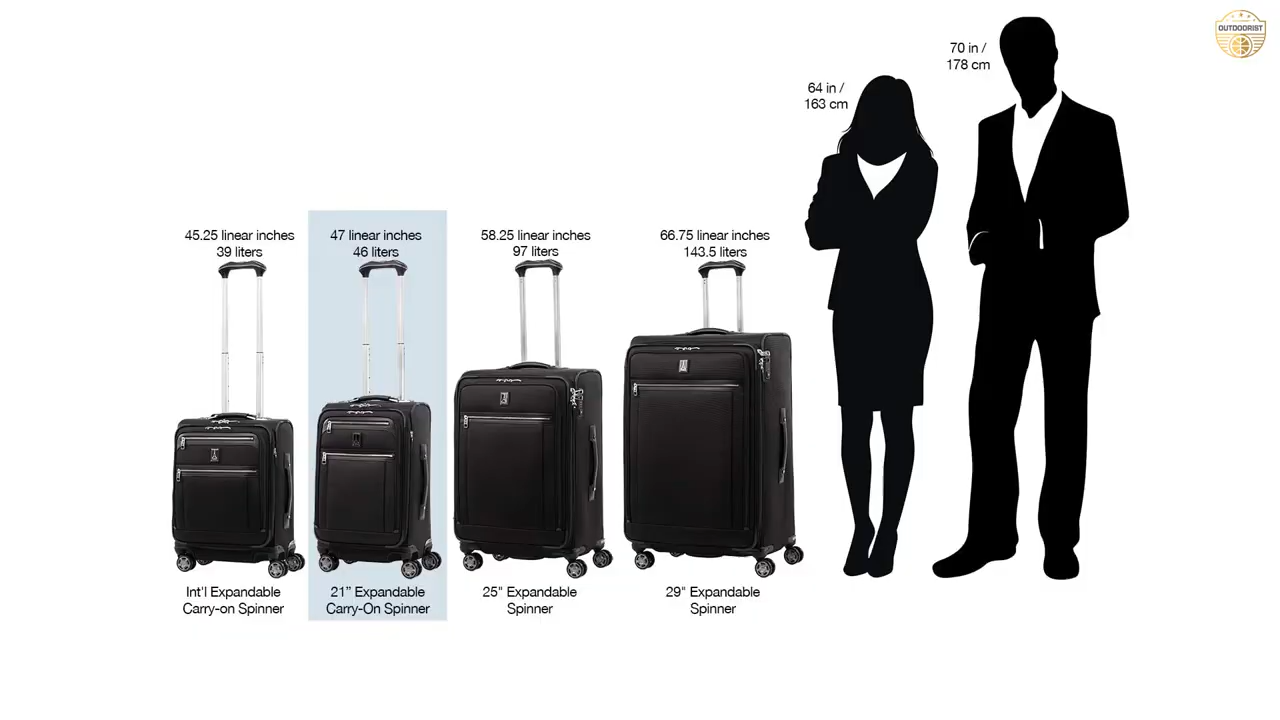 OUTDOORIST
70 in /
178 cm
64 in /
163 cm
45.25 linear inches
39 liters
47 linear inches
46 liters
58.25 linear inches
97 liters
66.75 linear inches
143.5 liters
Int'l Expandable
Carry-on Spinner
21” Expandable
Carry-On Spinner
25" Expandable
Spinner
29" Expandable
Spinner